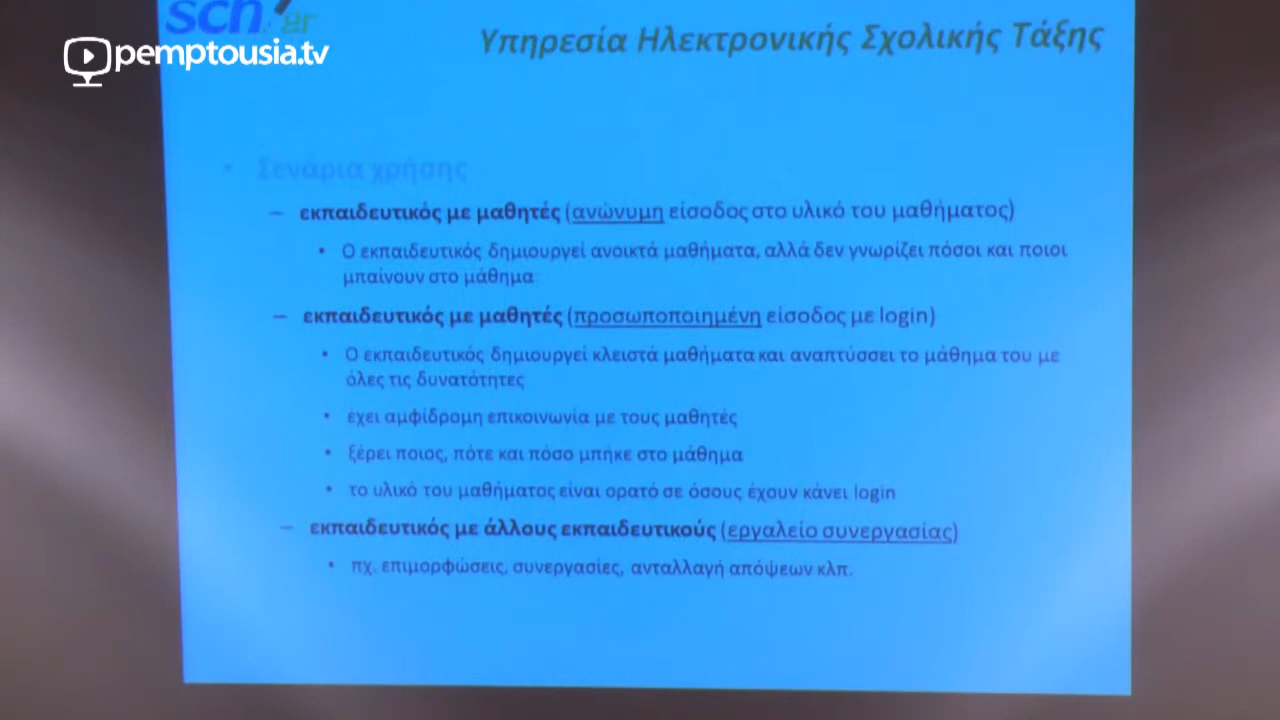 sch.gr
pemptousia.tv
Υπηρεσία Ηλεκτρονικής Σχολικής Τάξης
• Σενάρια χρήσης
– εκπαιδευτικός με μαθητές (ανώνυμη είσοδος στο υλικό του μαθήματος)
• Ο εκπαιδευτικός δημιουργεί ανοικτά μαθήματα, αλλά δεν γνωρίζει πόσοι και ποιοι
μπαίνουν στο μάθημα
– εκπαιδευτικός με μαθητές (προσωποποιημένη είσοδος με login)
• Ο εκπαιδευτικός δημιουργεί κλειστά μαθήματα και αναπτύσσει το μάθημα του με
όλες τις δυνατότητες
• έχει αμφίδρομη επικοινωνία με τους μαθητές
• ξέρει ποιος, πότε και πόσο μπήκε στο μάθημα
• το υλικό του μαθήματος είναι ορατό σε όσους έχουν κάνει login
– εκπαιδευτικός με άλλους εκπαιδευτικούς (εργαλείο συνεργασίας)
• πχ. επιμορφώσεις, συνεργασίες, ανταλλαγή απόψεων κλπ.